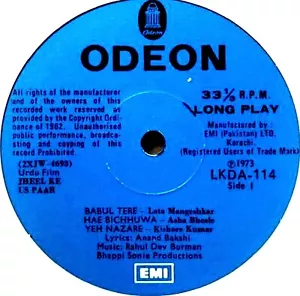 Odeon
ODEON
All rights of the manufacturer
and of the owners of this
recorded work reserved as
provided by the Copyright Ordi-
nance of 1962. Unauthorised
public performance, broadcas-
ting and copying of this
record Prohibited.
33⅓ R.P.M.
LONG PLAY
Manufactured by:
EMI (Pakistan) LTD.
Karachi.
(Registered Users of Trade Mark)
(2XJW-4698)
Urdu Film
JHEEL KE
US PAAR
Ⓟ1973
LKDA-114
Side 1
BABUL TERE — Lata Mangeshkar
HAE BICHHUWA — Asha Bhosle
YEH NAZARE — Kishore Kumar
Lyrics: Anand Bakshi
Music: Rahul Dev Burman
Bhappi Sonie Productions
EMI